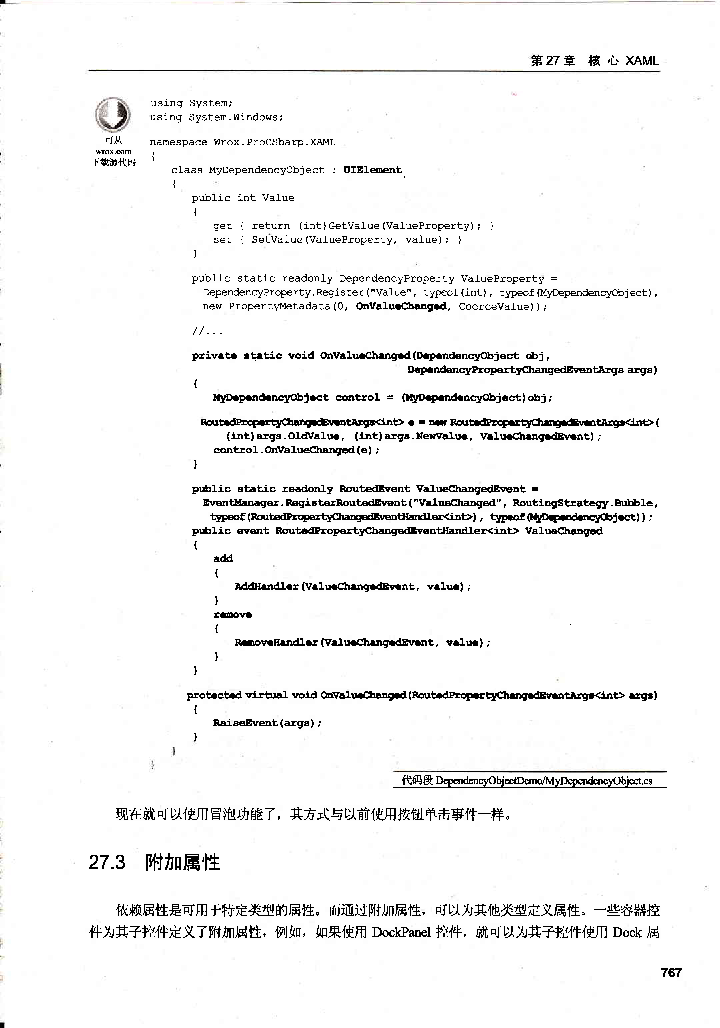 第 27 章 核 心 XAML
可从
wrox.com
下载源代码
using System;
using System.Windows;
namespace Wrox.ProCSharp.XAML
{
class MyDependencyObject : UIElement
{
public int Value
{
get { return (int)GetValue(ValueProperty); }
set { SetValue(ValueProperty, value); }
}
public static readonly DependencyProperty ValueProperty =
DependencyProperty.Register("Value", typeof(int), typeof(MyDependencyObject),
new PropertyMetadata(0, OnValueChanged, CoerceValue));
//...
private static void OnValueChanged(DependencyObject obj,
DependencyPropertyChangedEventArgs args)
{
MyDependencyObject control = (MyDependencyObject)obj;
RoutedPropertyChangedEventArgs<int> e = new RoutedPropertyChangedEventArgs<int>(
(int)args.OldValue, (int)args.NewValue, ValueChangedEvent);
control.OnValueChanged(e);
}
public static readonly RoutedEvent ValueChangedEvent =
EventManager.RegisterRoutedEvent("ValueChanged", RoutingStrategy.Bubble,
typeof(RoutedPropertyChangedEventHandler<int>), typeof(MyDependencyObject));
public event RoutedPropertyChangedEventHandler<int> ValueChanged
{
add
{
AddHandler(ValueChangedEvent, value);
}
remove
{
RemoveHandler(ValueChangedEvent, value);
}
}
protected virtual void OnValueChanged(RoutedPropertyChangedEventArgs<int> args)
{
RaiseEvent(args);
}
}
}
代码段 DependencyObjectDemo/MyDependencyObject.cs
现在就可以使用冒泡功能了，其方式与以前使用按钮单击事件一样。
27.3 附加属性
依赖属性是可用于特定类型的属性。而通过附加属性，可以为其他类型定义属性。一些容器控
件为其子控件定义了附加属性，例如，如果使用 DockPanel 控件，就可以为其子控件使用 Dock 属
767